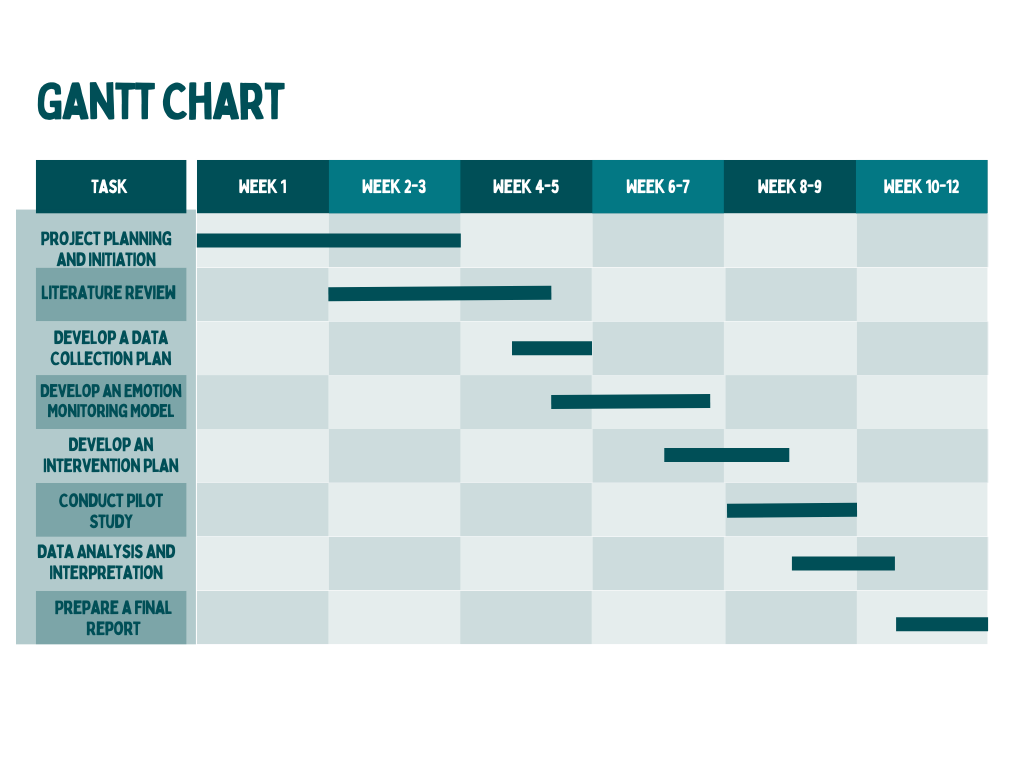 GANTT CHART
TASK
WEEK 1
WEEK 2-3
WEEK 4-5
WEEK 6-7
WEEK 8-9
WEEK 10-12
PROJECT PLANNING
AND INITIATION
LITERATURE REVIEW
DEVELOP A DATA
COLLECTION PLAN
DEVELOP AN EMOTION
MONITORING MODEL
DEVELOP AN
INTERVENTION PLAN
CONDUCT PILOT
STUDY
DATA ANALYSIS AND
INTERPRETATION
PREPARE A FINAL
REPORT